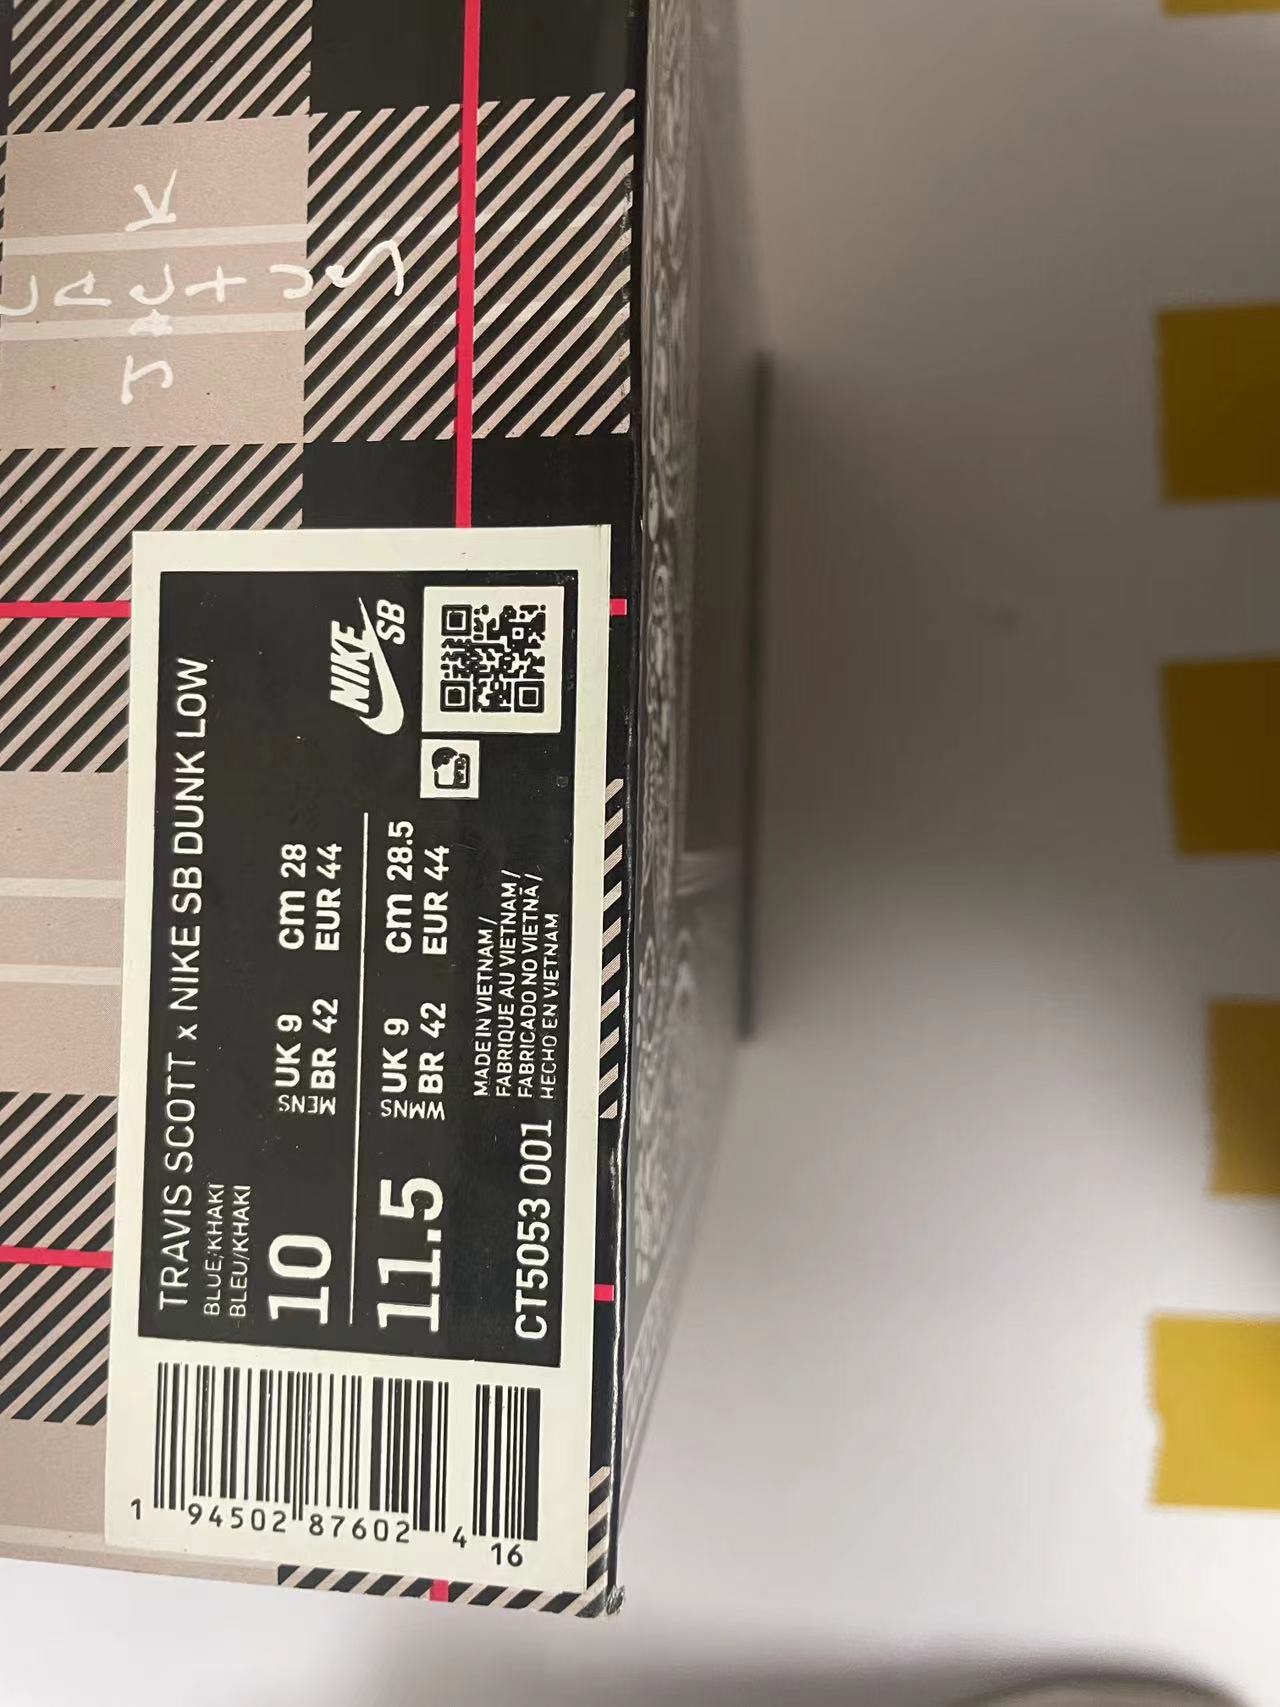 CACTUS
JACK
TRAVIS SCOTT x NIKE SB DUNK LOW
BLUE/KHAKI
BLEU/KHAKI
10
MENS
UK 9 cm 28
BR 42 EUR 44
11.5
WMNS
UK 9 cm 28.5
BR 42 EUR 44
NIKE
SB
CT5053 001
MADE IN VIETNAM /
FABRIQUE AU VIETNAM /
FABRICADO NO VIETNÃ /
HECHO EN VIETNAM
1 94502 87602 4 16